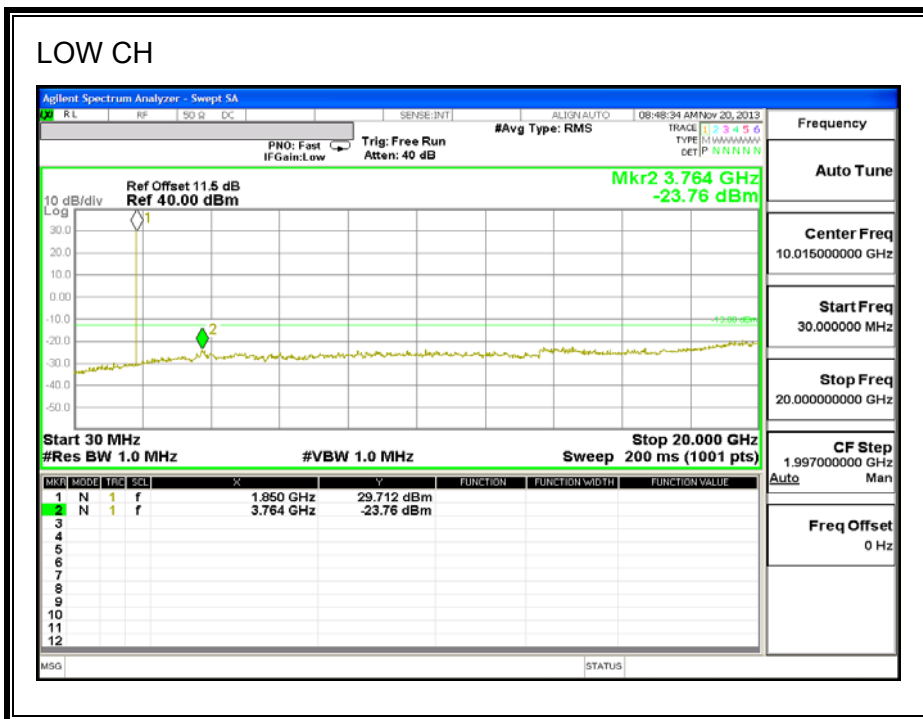 LOW CH
Agilent Spectrum Analyzer - Swept SA
RL RF 50 Ω DC SENSE:INT ALIGNAUTO 08:48:34 AM Nov 20, 2013
#Avg Type: RMS
TRACE 1 2 3 4 5 6
TYPE M W W W W W
DET P N N N N N
PNO: Fast Trig: Free Run
IFGain:Low Atten: 40 dB
Mkr2 3.764 GHz
-23.76 dBm
Ref Offset 11.5 dB
10 dB/div Ref 40.00 dBm
Log
30.0
20.0
10.0
0.00
-10.0
-20.0
-30.0
-40.0
-50.0
1
2
-13.00 dBm
Start 30 MHz Stop 20.000 GHz
#Res BW 1.0 MHz #VBW 1.0 MHz Sweep 200 ms (1001 pts)
MKR MODE TRC SCL X Y FUNCTION FUNCTION WIDTH FUNCTION VALUE
1 N 1 f 1.850 GHz 29.712 dBm
2 N 1 f 3.764 GHz -23.76 dBm
3
4
5
6
7
8
9
10
11
12
MSG STATUS
Frequency
Auto Tune
Center Freq
10.015000000 GHz
Start Freq
30.000000 MHz
Stop Freq
20.000000000 GHz
CF Step
1.997000000 GHz
Auto Man
Freq Offset
0 Hz